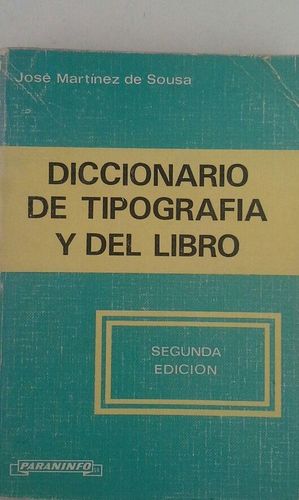 José Martínez de Sousa
DICCIONARIO
DE TIPOGRAFIA
Y DEL LIBRO
SEGUNDA
EDICION
PARANINFO